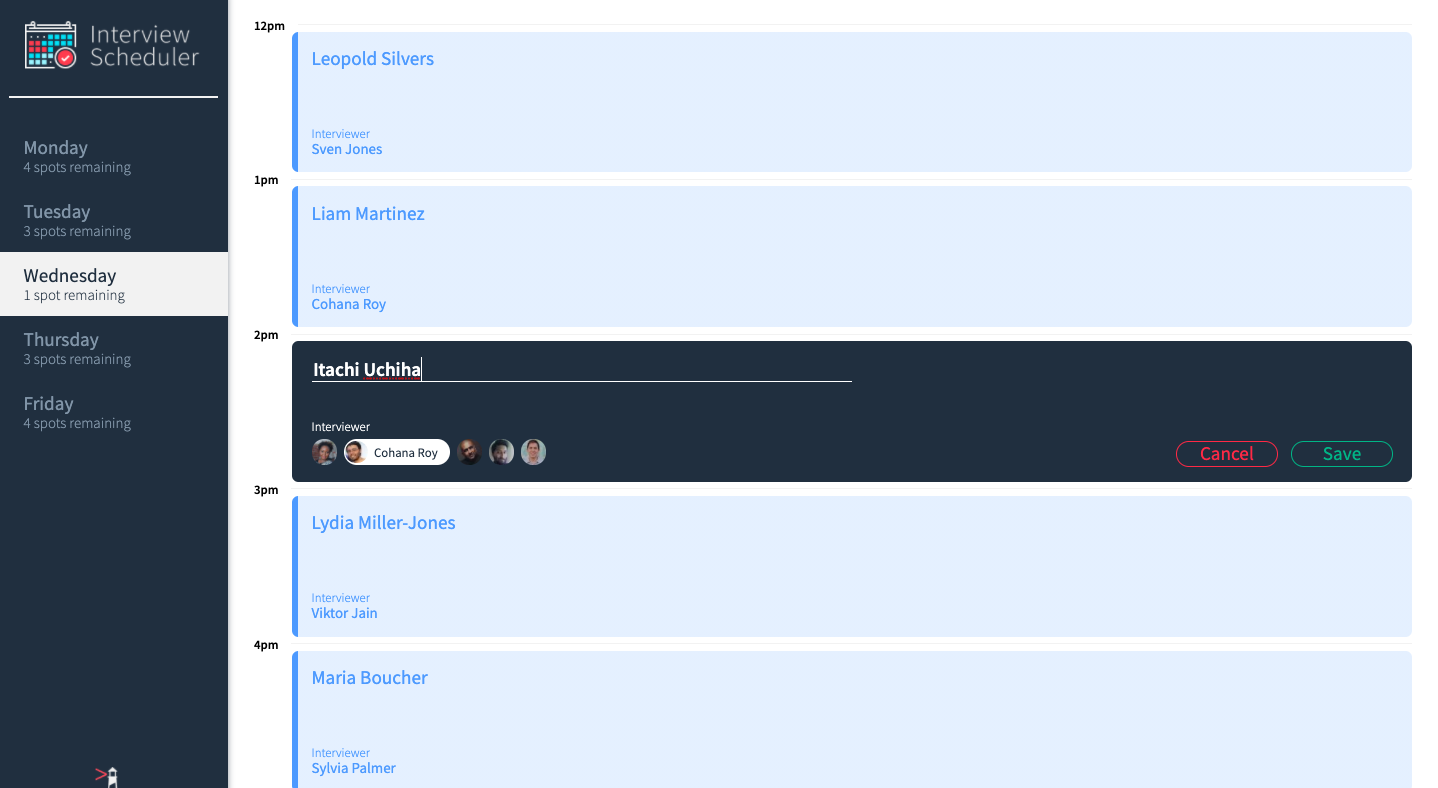 Interview
Scheduler
Monday
4 spots remaining
Tuesday
3 spots remaining
Wednesday
1 spot remaining
Thursday
3 spots remaining
Friday
4 spots remaining
>
12pm
Leopold Silvers
Interviewer
Sven Jones
1pm
Liam Martinez
Interviewer
Cohana Roy
2pm
Itachi Uchiha
Interviewer
Cohana Roy
Cancel
Save
3pm
Lydia Miller-Jones
Interviewer
Viktor Jain
4pm
Maria Boucher
Interviewer
Sylvia Palmer